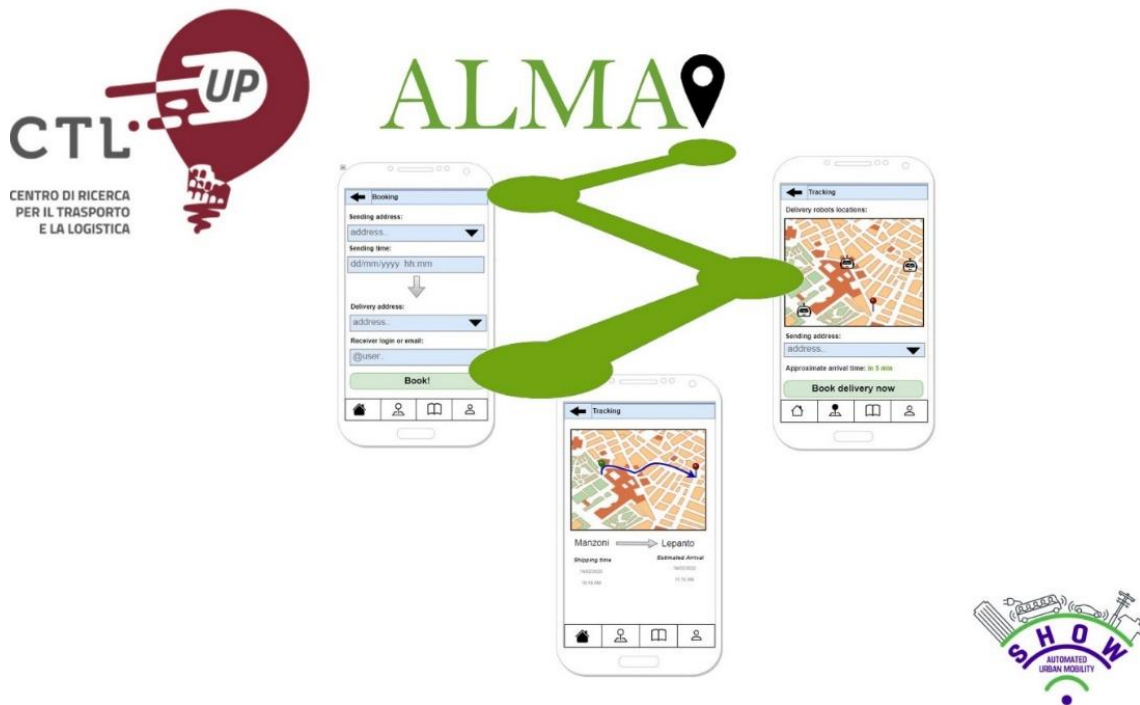 UP
CTL
CENTRO DI RICERCA
PER IL TRASPORTO
E LA LOGISTICA
ALMA
Booking
Sending address:
address..
Sending time:
dd/mm/yyyy hh:mm
Delivery address:
address..
Receiver login or email:
@user..
Book!
Tracking
Delivery robots locations:
Sending address:
address..
Approximate arrival time: in 5 min
Book delivery now
Tracking
Manzoni
Lepanto
Shipping time
Estimated Arrival
SHOW
AUTOMATED
URBAN MOBILITY